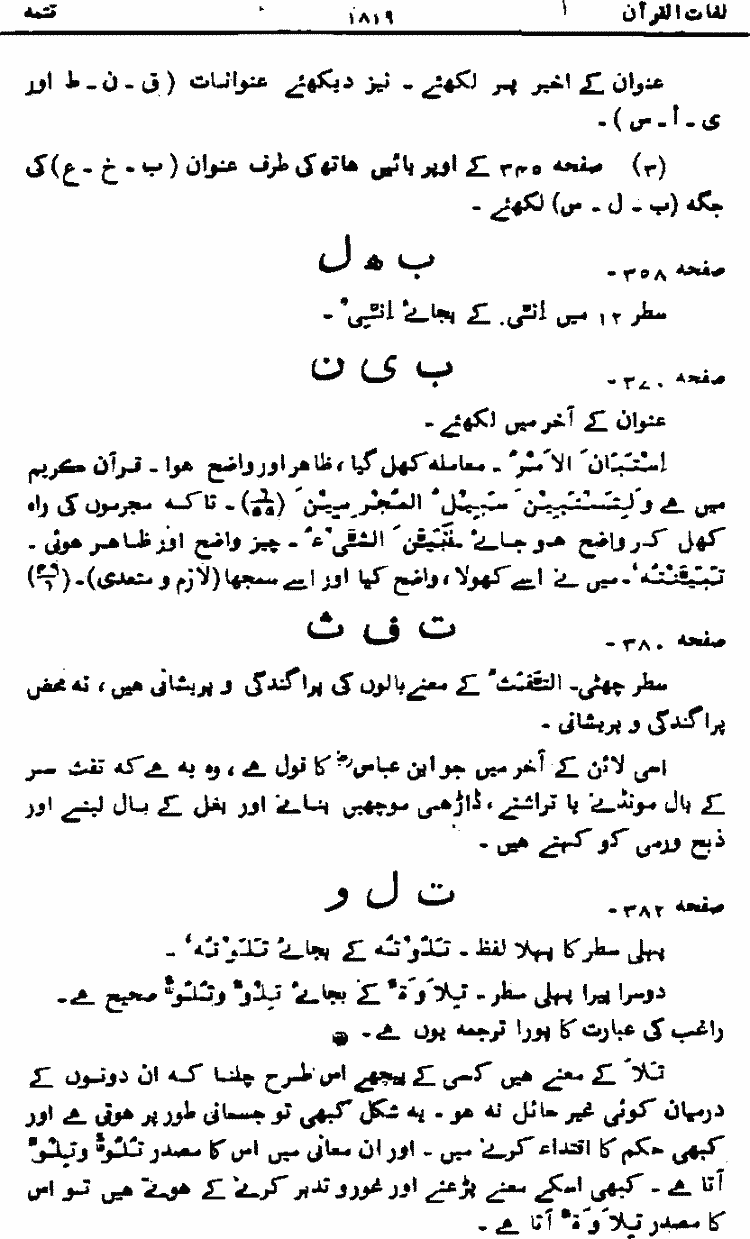 لغات القرآن ۱۸۱۹ تتمہ
عنوان کے اخیر پر لکھئے ۔ نیز دیکھئے عنوانات ( ق ۔ ن ۔ ط اور
ی ۔ أ ۔ س ) ۔
(۳) صفحہ ۳۴۵ کے اوپر بائیں ہاتھ کی طرف عنوان ( ب ۔ خ ۔ ع) کی
جگہ (ب ۔ ل ۔ س) لکھئے ۔
صفحہ ۳۵۸ ۔ ب ھ ل
سطر ۱۲ میں کے بجائے ۔
صفحہ ۳۷۰ ۔ ب ی ن
عنوان کے آخر میں لکھئے ۔
اِسْتَبَانَ الْاَمْرُ ۔ معاملہ کھل گیا ، ظاہر اور واضح ہوا ۔ قرآن کریم
میں ہے وَلِتَسْتَبِيْنَ سَبِيْلُ الْمُجْرِمِيْنَ (۶/۵۵) ۔ تاکہ مجرموں کی راہ
کھل کر واضح ہو جائے ۔ الشَّيْءُ ۔ چیز واضح اور ظاہر ہوئی ۔
تَبَيَّنْتُهٗ ۔ میں نے اسے کھولا ، واضح کیا اور اسے سمجھا (لازم و متعدی) ۔
صفحہ ۳۸۰ ۔ ت ف ث
سطر چھٹی ۔ التَّفَثُ کے معنے بالوں کی پراگندگی و پریشانی ہیں ، نہ محض
پراگندگی و پریشانی ۔
اسی لائن کے آخر میں جو ابن عباس رض کا قول ہے ، وہ یہ ہے کہ تفث سر
کے بال مونڈنے یا تراشنے ، ڈاڑھی موچھیں بنانے اور بغل کے بال لینے اور
ذبح ورمی کو کہتے ہیں ۔
صفحہ ۳۸۲ ۔ ت ل و
پہلی سطر کا پہلا لفظ ۔ تَلُوْتُہ کے بجائے تَلَوْتُہٗ ۔
دوسرا پیرا پہلی سطر ۔ تِلَاوَةٌ کے بجائے تِلْوٌ وتُلُوٌّ صحیح ہے ۔
راغب کی عبارت کا پورا ترجمہ یوں ہے ۔
تَلَا کے معنے ہیں کسی کے پیچھے اس طرح چلنا کہ ان دونوں کے
درمیان کوئی غیر حائل نہ ہو ۔ یہ شکل کبھی تو جسمانی طور پر ہوتی ہے اور
کبھی حکم کا اقتداء کرنے میں ۔ اور ان معانی میں اس کا مصدر تُلُوٌّ وتِلْوٌ
آتا ہے ۔ کبھی اسکے معنے پڑھنے اور غور و تدبر کرنے کے ہوتے ہیں تو اس
کا مصدر تِلَاوَةٌ آتا ہے ۔